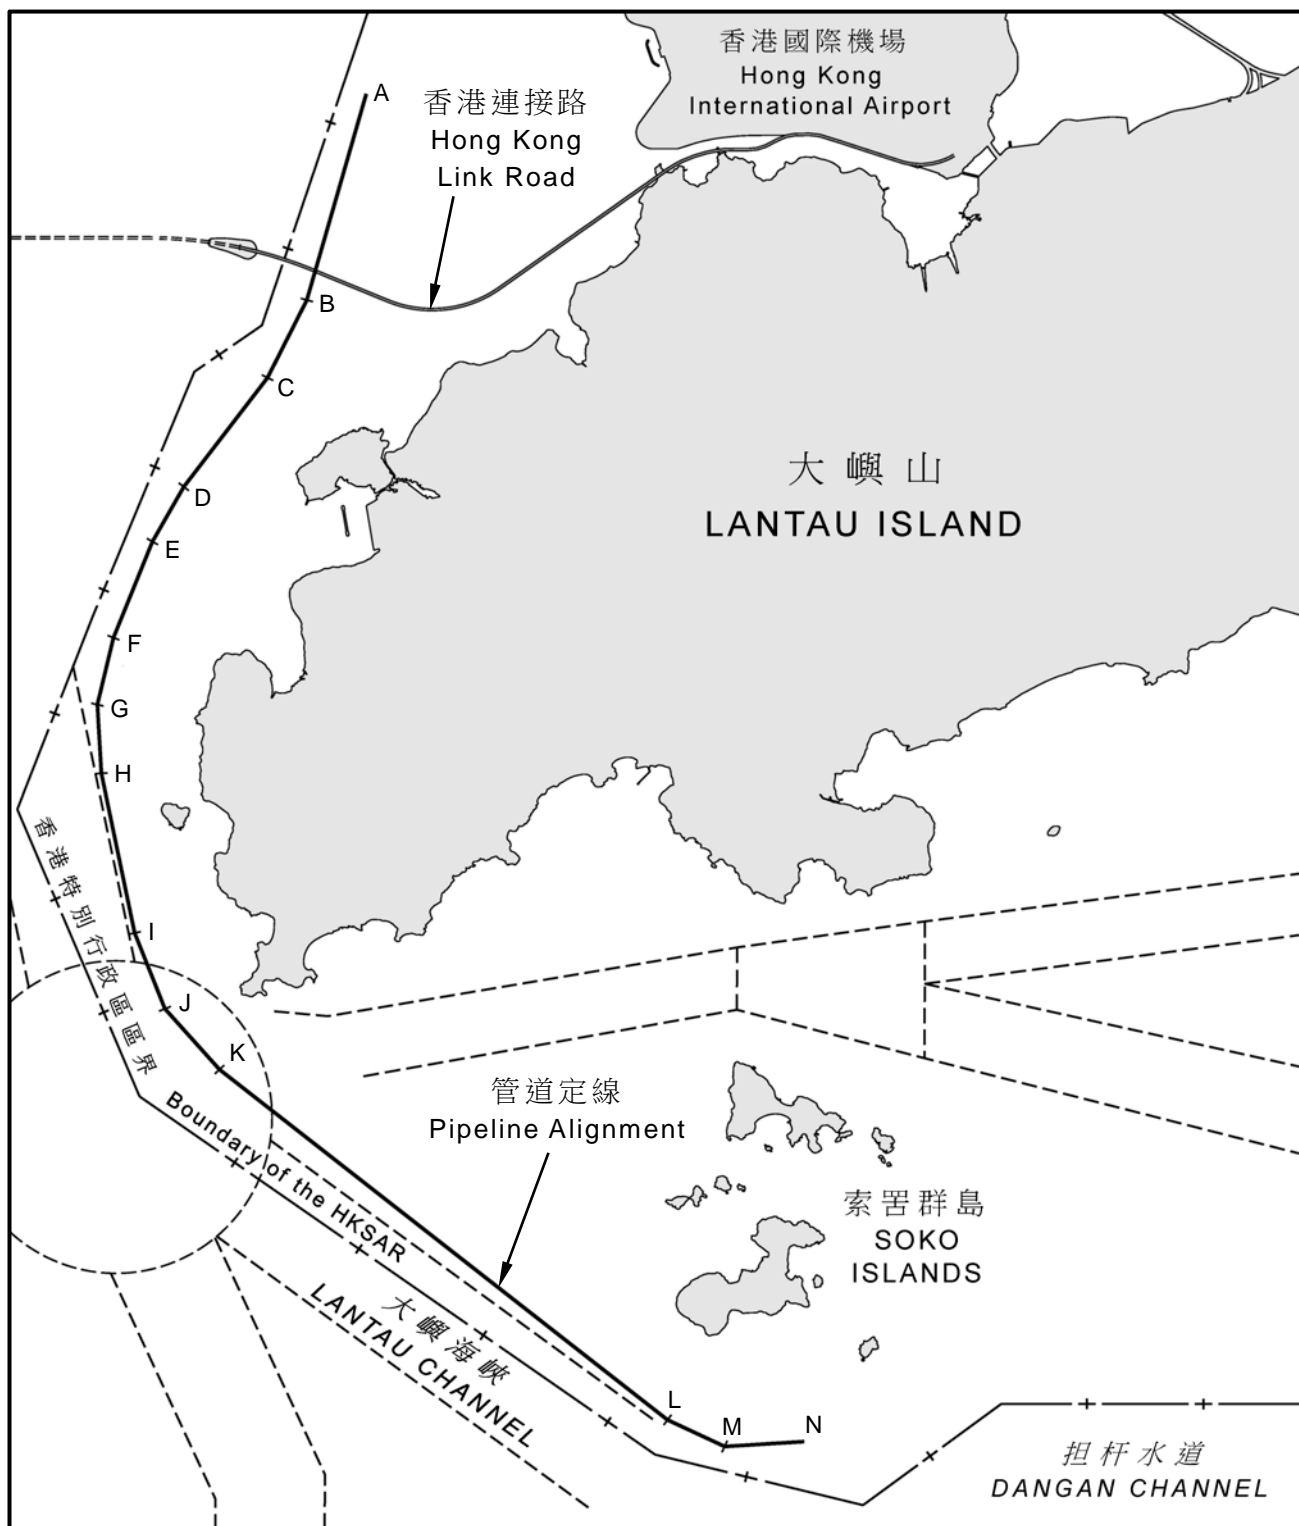 香港國際機場
Hong Kong
International Airport
A
香港連接路
Hong Kong
Link Road
B
C
大嶼山
LANTAU ISLAND
D
E
F
G
H
香港特別行政區區界
I
J
K
Boundary of the HKSAR
管道定線
Pipeline Alignment
索罟群島
SOKO
ISLANDS
大嶼海峽
LANTAU CHANNEL
L
M
N
担杆水道
DANGAN CHANNEL